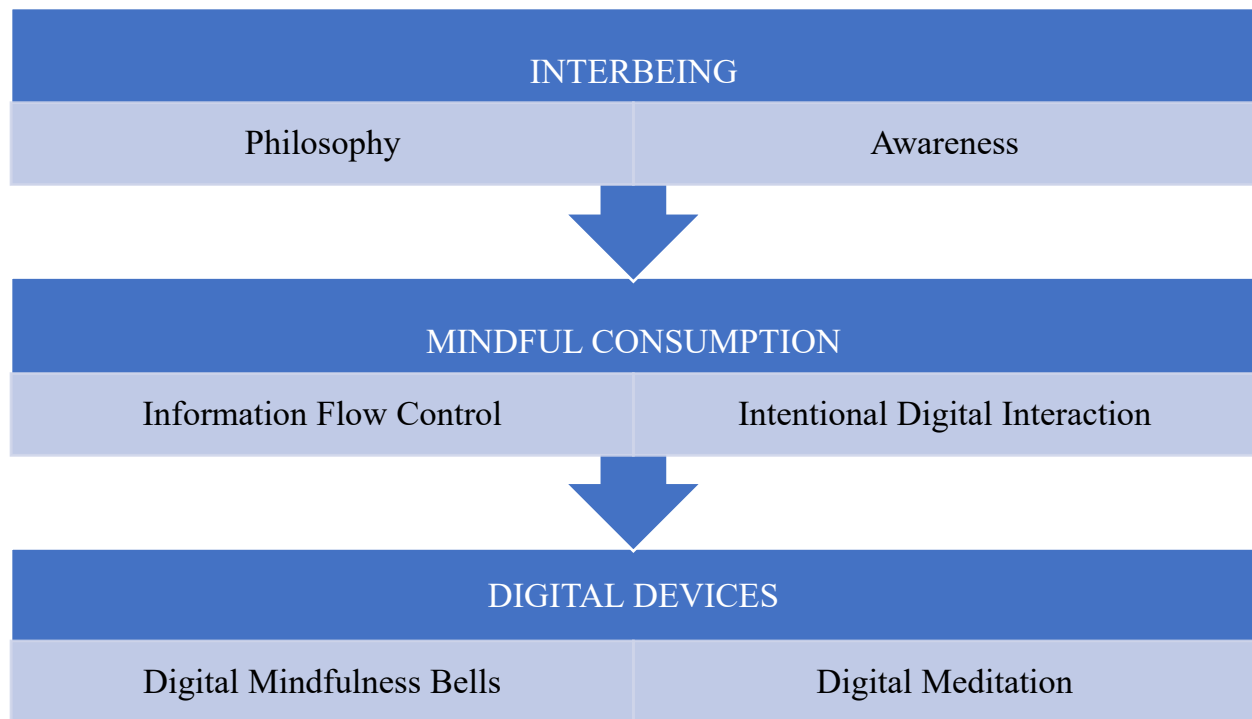 INTERBEING
Philosophy
Awareness
MINDFUL CONSUMPTION
Information Flow Control
Intentional Digital Interaction
DIGITAL DEVICES
Digital Mindfulness Bells
Digital Meditation